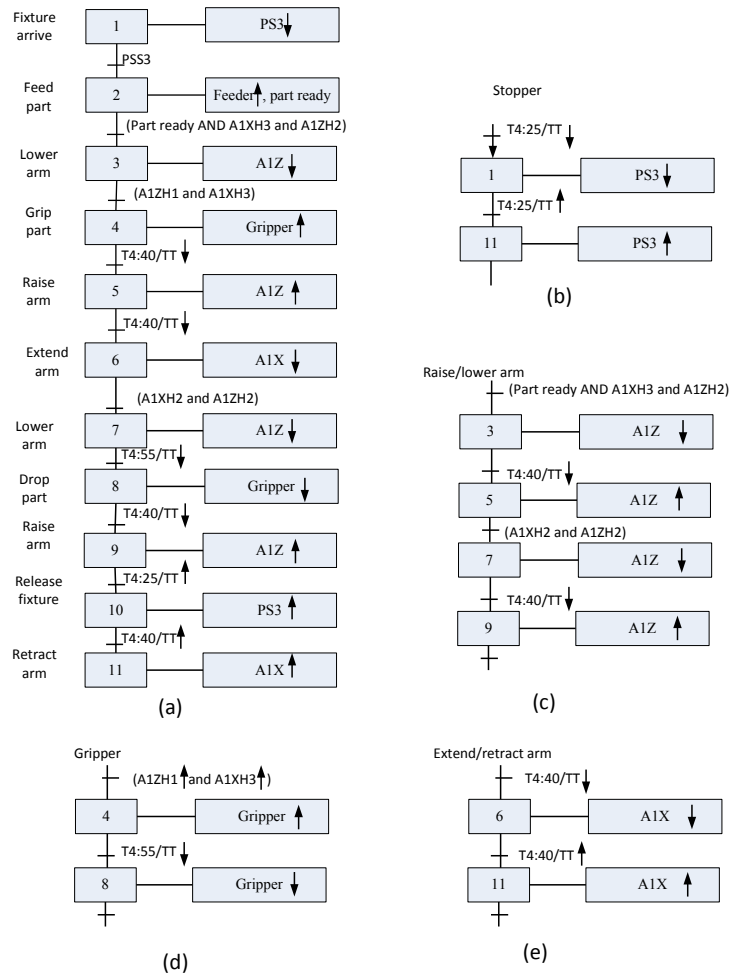 Fixture
arrive
1
PS3
PSS3
Feed
part
2
Feeder , part ready
(Part ready AND A1XH3 and A1ZH2)
Lower
arm
3
A1Z
(A1ZH1 and A1XH3)
Grip
part
4
Gripper
T4:40/TT
Raise
arm
5
A1Z
T4:40/TT
Extend
arm
6
A1X
(A1XH2 and A1ZH2)
Lower
arm
7
A1Z
T4:55/TT
Drop
part
8
Gripper
T4:40/TT
Raise
arm
9
A1Z
T4:25/TT
Release
fixture
10
PS3
T4:40/TT
Retract
arm
11
A1X
(a)
Stopper
T4:25/TT
1
PS3
T4:25/TT
11
PS3
(b)
Raise/lower arm
(Part ready AND A1XH3 and A1ZH2)
3
A1Z
T4:40/TT
5
A1Z
(A1XH2 and A1ZH2)
7
A1Z
T4:40/TT
9
A1Z
(c)
Gripper
(A1ZH1 and A1XH3 )
4
Gripper
T4:55/TT
8
Gripper
(d)
Extend/retract arm
T4:40/TT
6
A1X
T4:40/TT
11
A1X
(e)